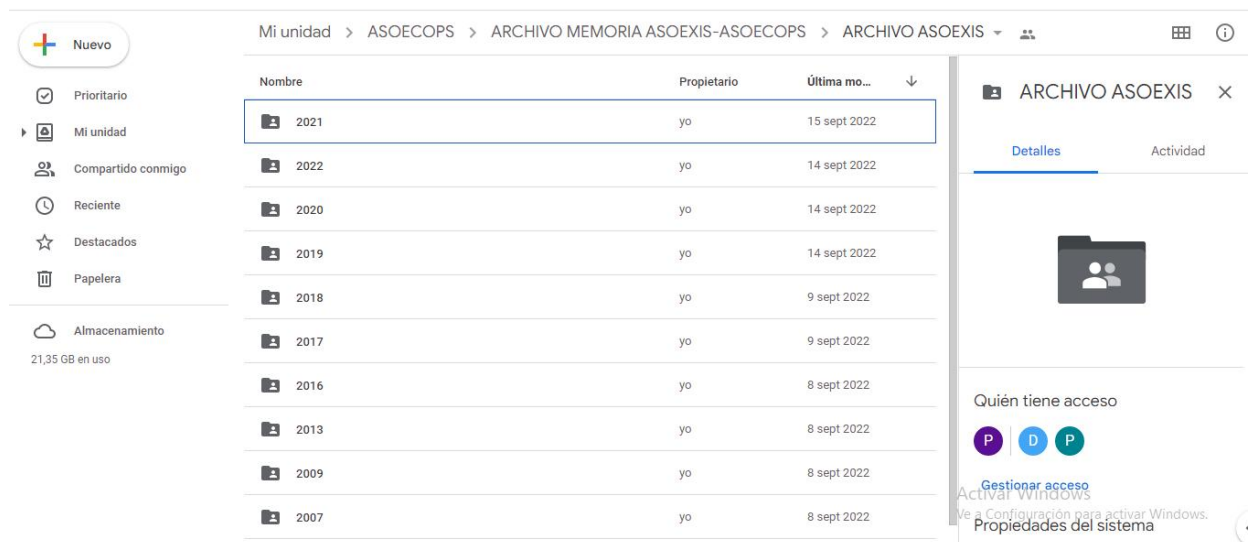 Nuevo
Prioritario
Mi unidad
Compartido conmigo
Reciente
Destacados
Papelera
Almacenamiento
21,35 GB en uso
Mi unidad > ASOECOPS > ARCHIVO MEMORIA ASOEXIS-ASOECOPS > ARCHIVO ASOEXIS
Nombre Propietario Última mo...
2021 yo 15 sept 2022
2022 yo 14 sept 2022
2020 yo 14 sept 2022
2019 yo 14 sept 2022
2018 yo 9 sept 2022
2017 yo 9 sept 2022
2016 yo 8 sept 2022
2013 yo 8 sept 2022
2009 yo 8 sept 2022
2007 yo 8 sept 2022
ARCHIVO ASOEXIS
Detalles Actividad
Quién tiene acceso
P D P
Gestionar acceso
Activar Windows
Ve a Configuración para activar Windows.
Propiedades del sistema